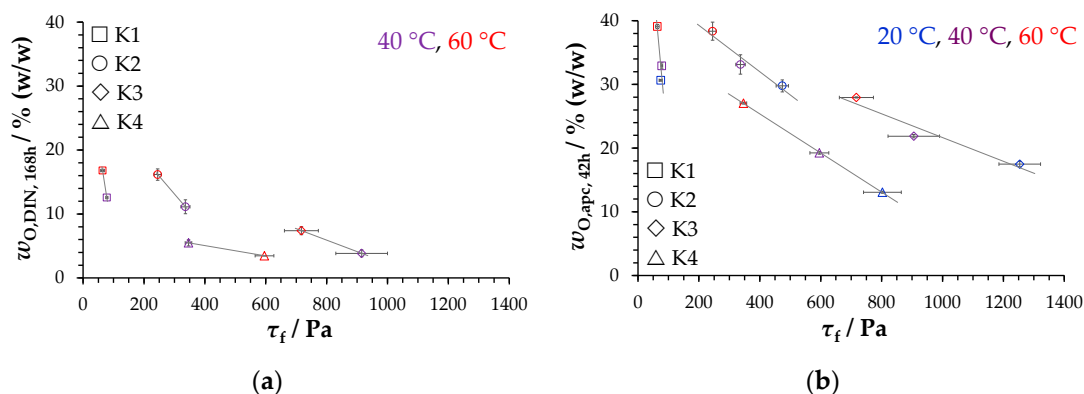 40
30
20
10
0
w_O,DIN, 168h / % (w/w)
K1
K2
K3
K4
40 °C, 60 °C
0 200 400 600 800 1000 1200 1400
τ_f / Pa
(a)
40
30
20
10
0
w_O,apc, 42h / % (w/w)
20 °C, 40 °C, 60 °C
K1
K2
K3
K4
0 200 400 600 800 1000 1200 1400
τ_f / Pa
(b)